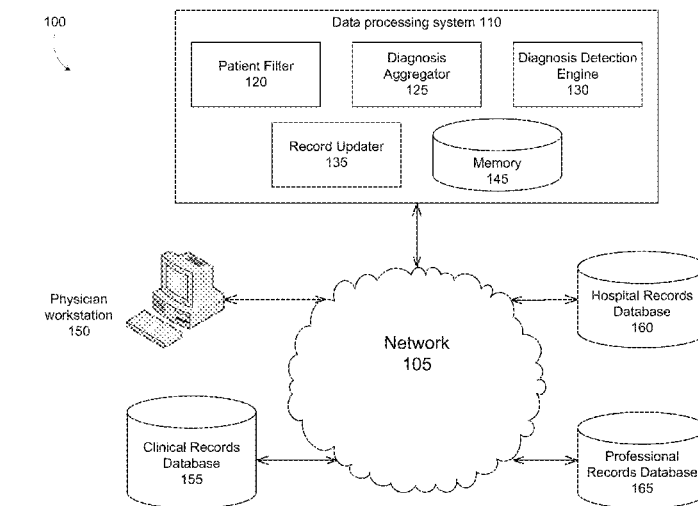 100
Data processing system 110
Patient Filter
120
Diagnosis
Aggregator
125
Diagnosis Detection
Engine
130
Record Updater
135
Memory
145
Physician
workstation
150
Network
105
Hospital Records
Database
160
Clinical Records
Database
155
Professional
Records Database
165